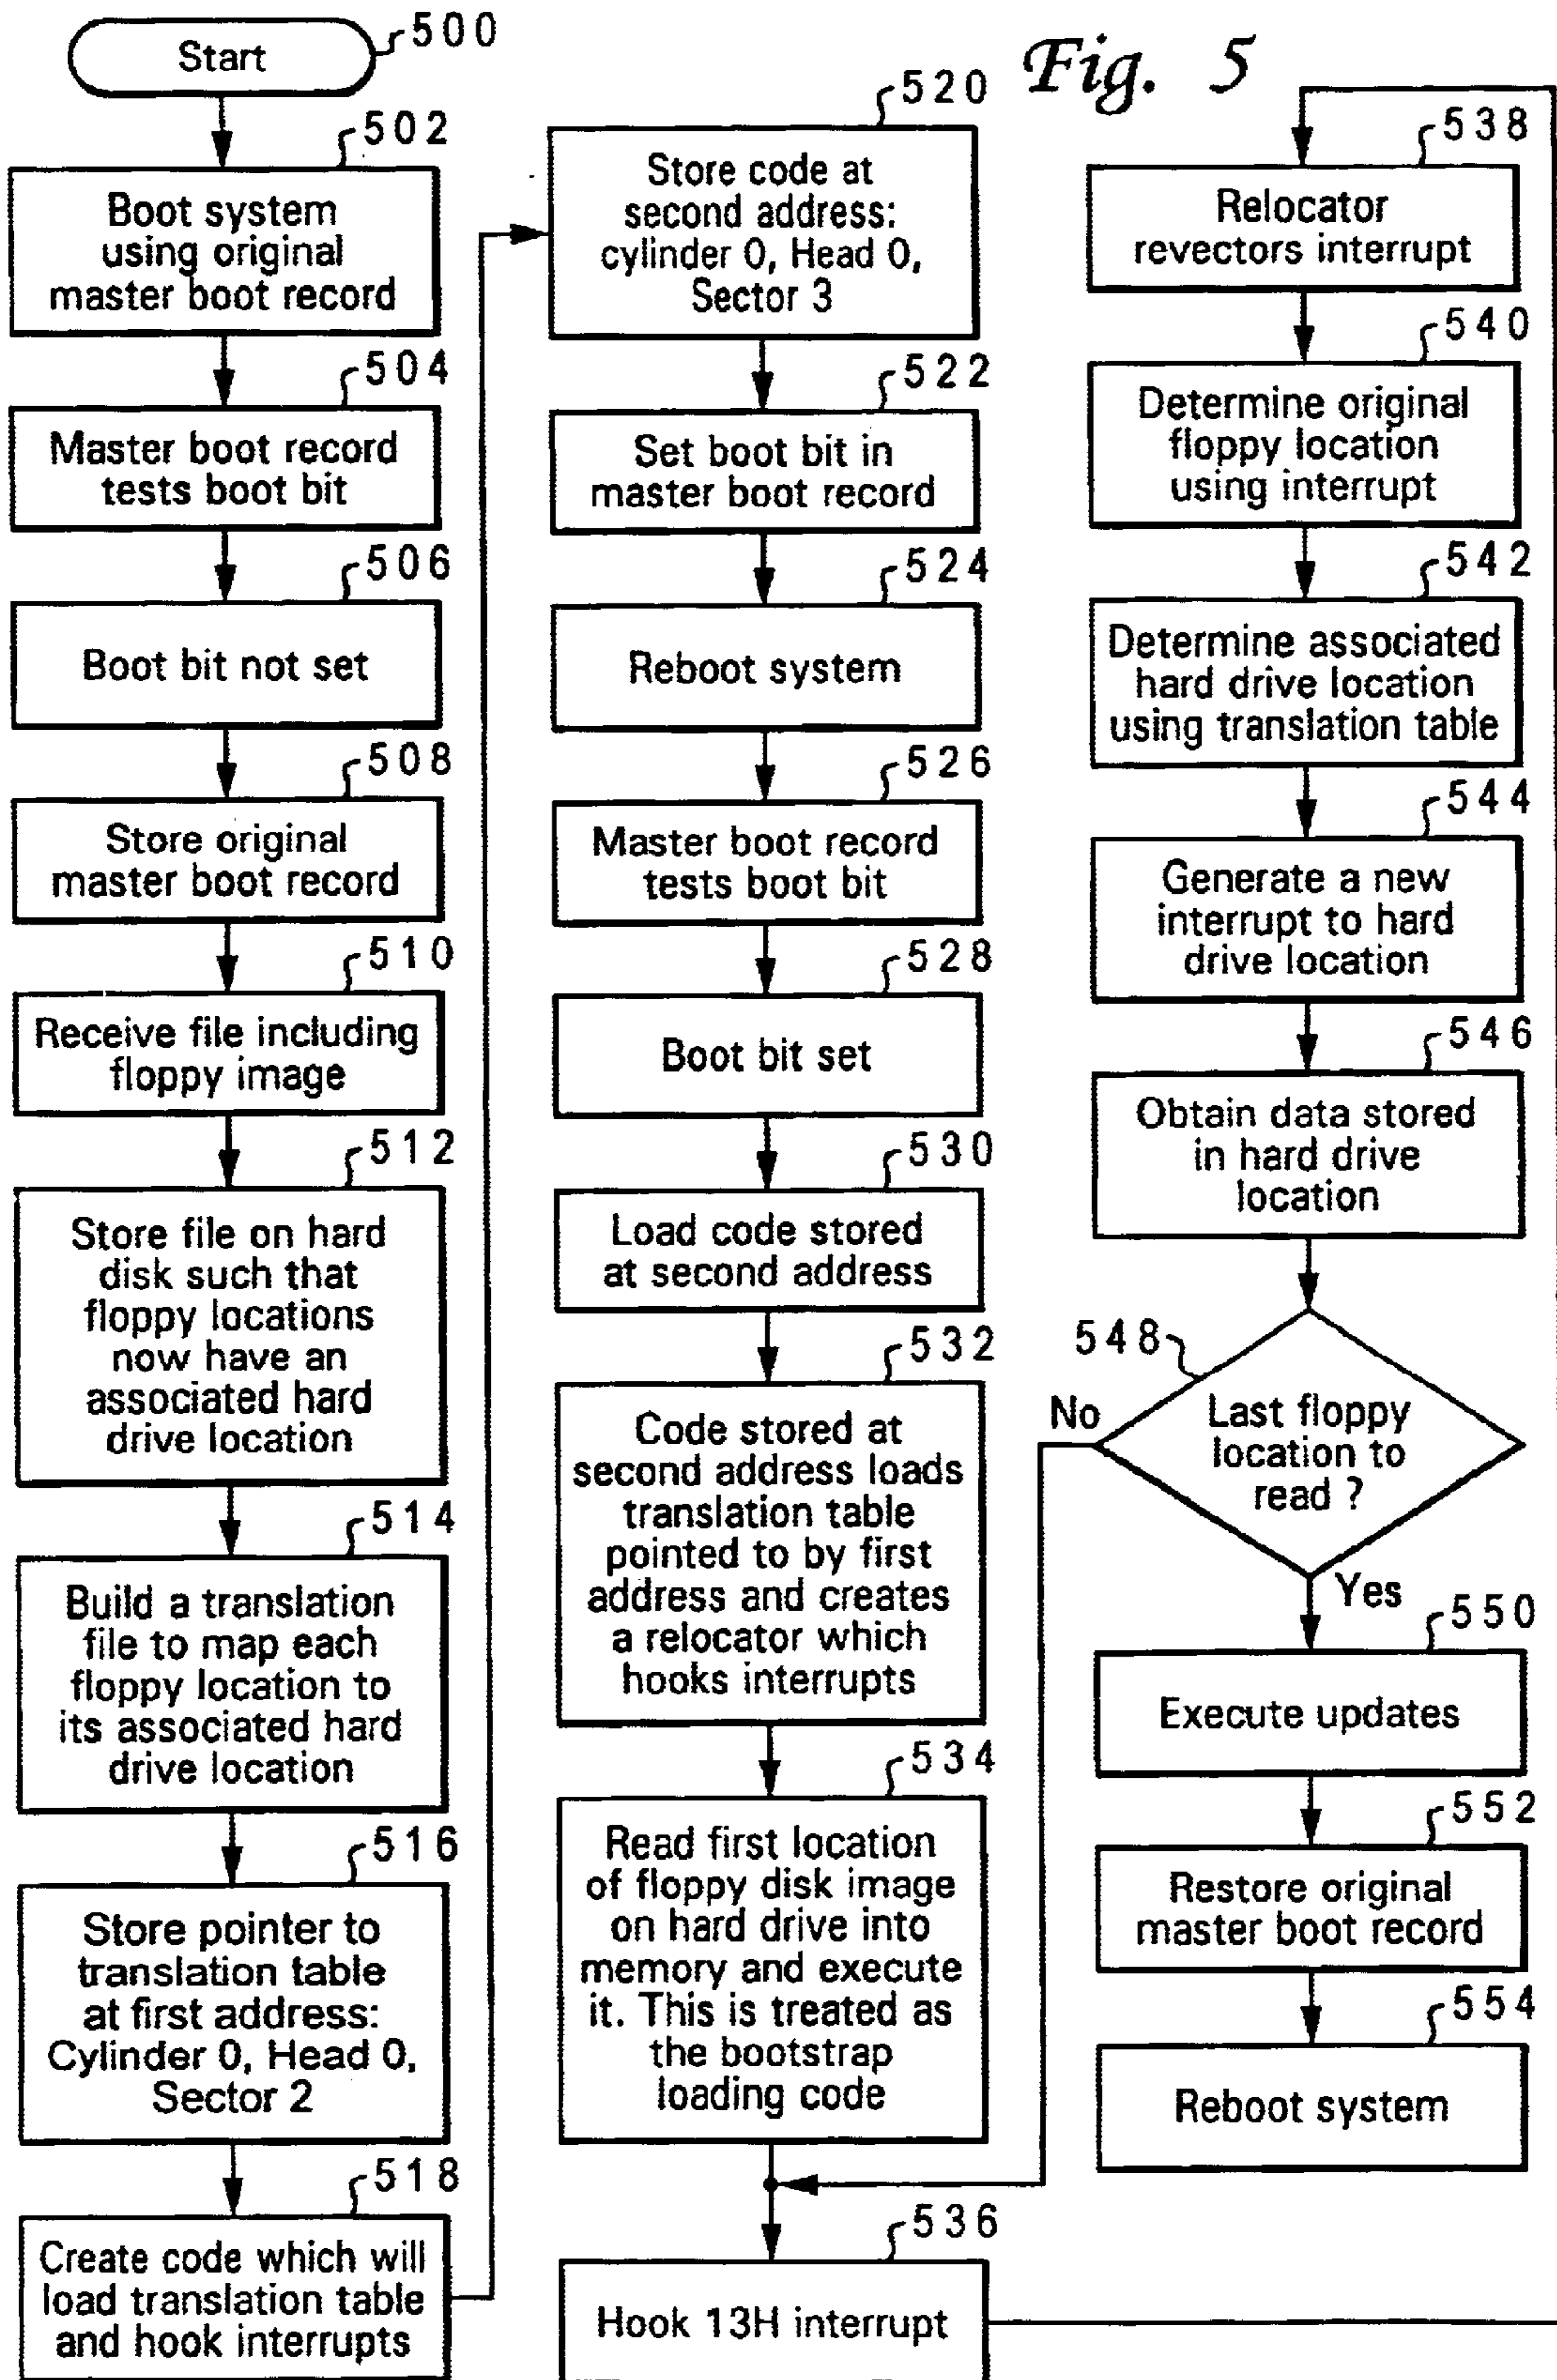 Fig. 5
Start
500
502
Boot system
using original
master boot record
504
Master boot record
tests boot bit
506
Boot bit not set
508
Store original
master boot record
510
Receive file including
floppy image
512
Store file on hard
disk such that
floppy locations
now have an
associated hard
drive location
514
Build a translation
file to map each
floppy location to
its associated hard
drive location
516
Store pointer to
translation table
at first address:
Cylinder 0, Head 0,
Sector 2
518
Create code which will
load translation table
and hook interrupts
520
Store code at
second address:
cylinder 0, Head 0,
Sector 3
522
Set boot bit in
master boot record
524
Reboot system
526
Master boot record
tests boot bit
528
Boot bit set
530
Load code stored
at second address
532
Code stored at
second address loads
translation table
pointed to by first
address and creates
a relocator which
hooks interrupts
534
Read first location
of floppy disk image
on hard drive into
memory and execute
it. This is treated as
the bootstrap
loading code
536
Hook 13H interrupt
538
Relocator
revectors interrupt
540
Determine original
floppy location
using interrupt
542
Determine associated
hard drive location
using translation table
544
Generate a new
interrupt to hard
drive location
546
Obtain data stored
in hard drive
location
548
Last floppy
location to
read ?
No
Yes
550
Execute updates
552
Restore original
master boot record
554
Reboot system